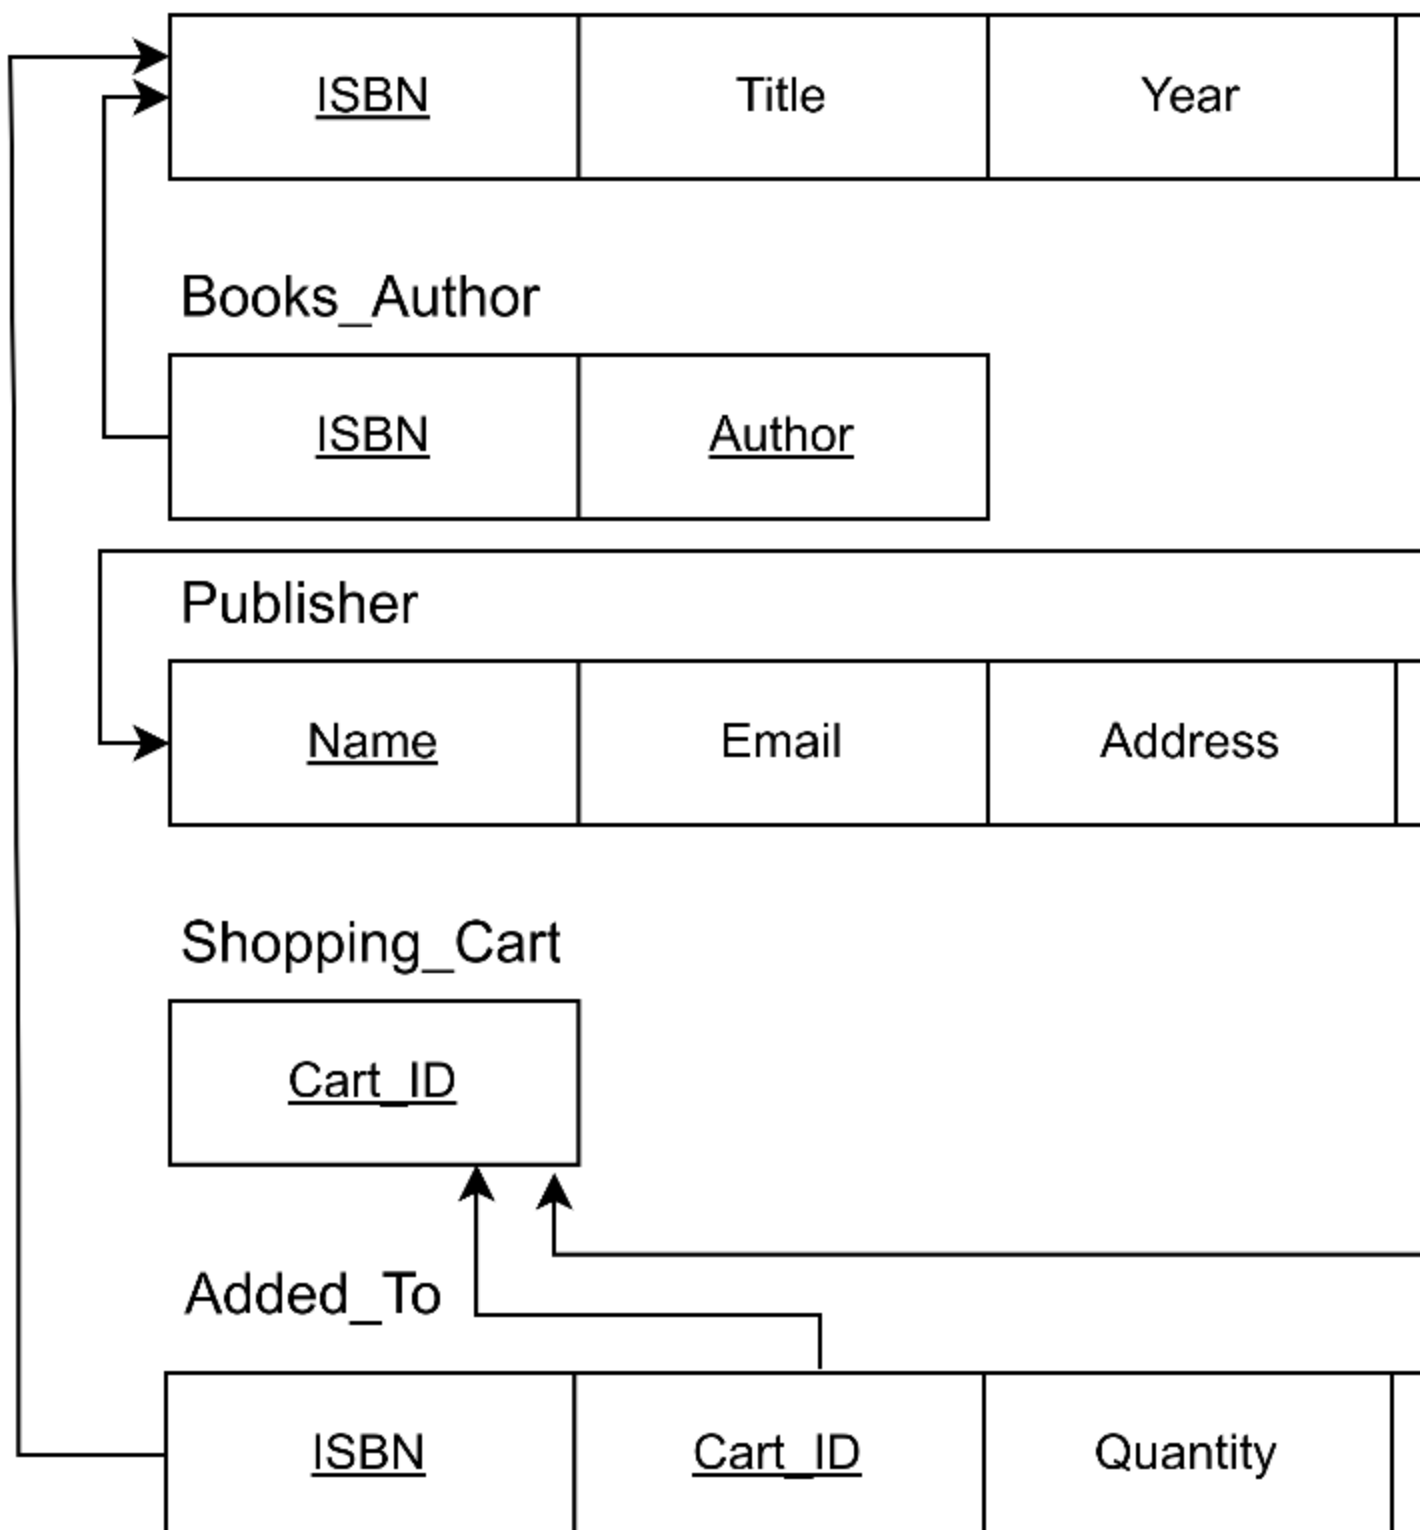 ISBN Title Year
Books_Author
ISBN Author
Publisher
Name Email Address
Shopping_Cart
Cart_ID
Added_To
ISBN Cart_ID Quantity